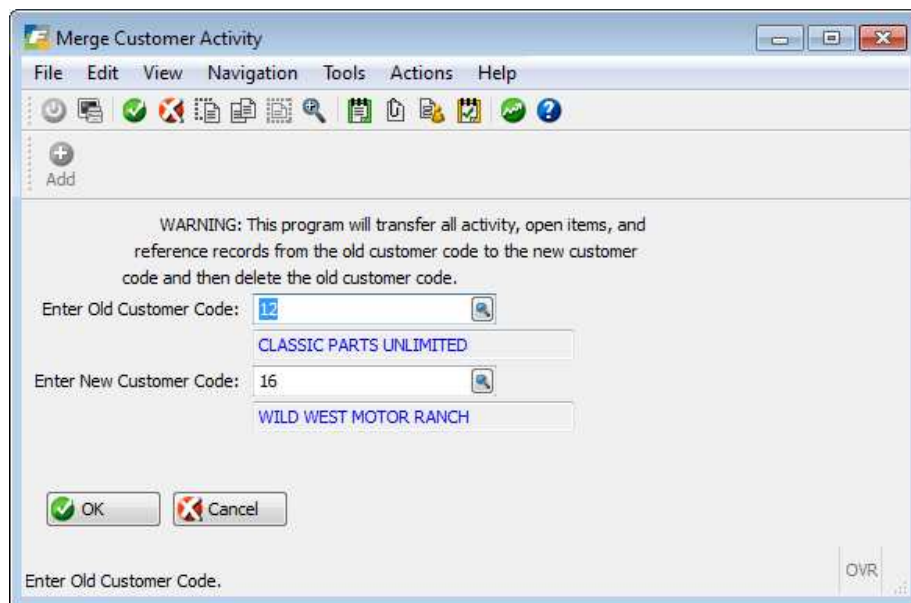 Merge Customer Activity
File Edit View Navigation Tools Actions Help
Add
WARNING: This program will transfer all activity, open items, and
reference records from the old customer code to the new customer
code and then delete the old customer code.
Enter Old Customer Code: 12
CLASSIC PARTS UNLIMITED
Enter New Customer Code: 16
WILD WEST MOTOR RANCH
OK Cancel
Enter Old Customer Code. OVR